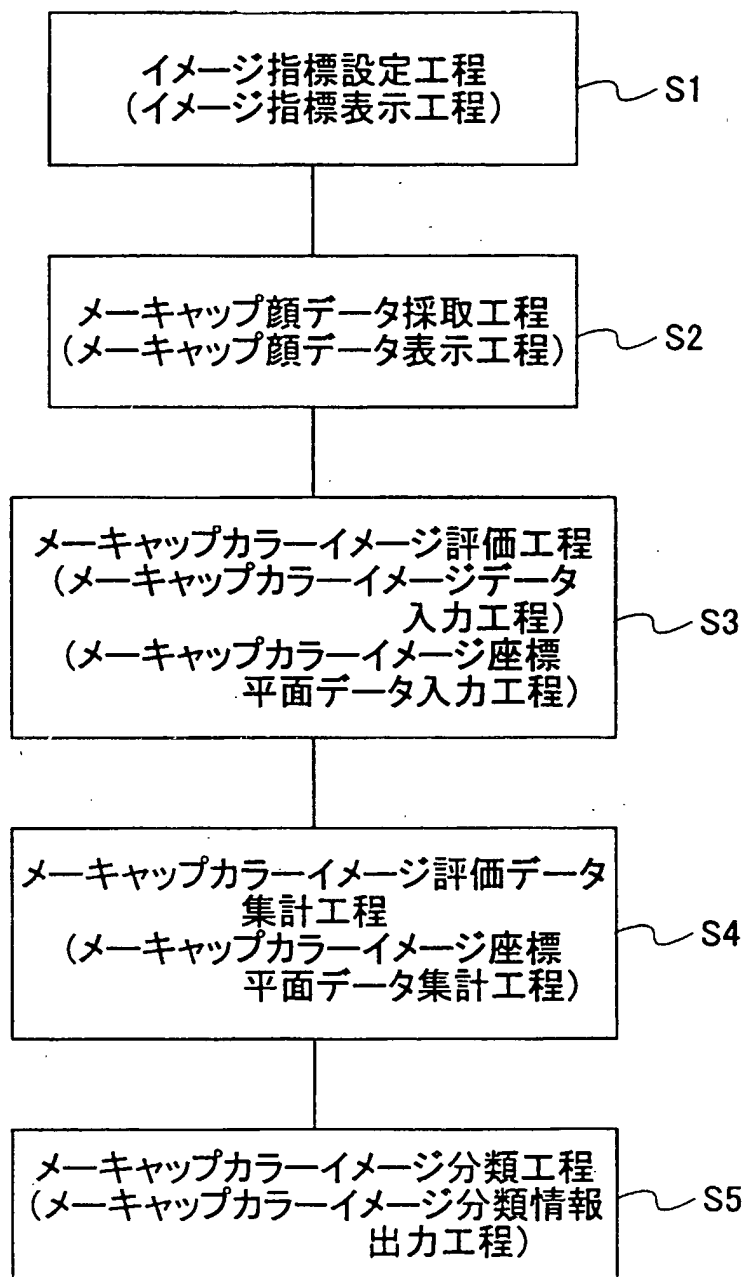 イメージ指標設定工程
(イメージ指標表示工程)
S1
メーキャップ顔データ採取工程
(メーキャップ顔データ表示工程)
S2
メーキャップカラーイメージ評価工程
(メーキャップカラーイメージデータ
入力工程)
(メーキャップカラーイメージ座標
平面データ入力工程)
S3
メーキャップカラーイメージ評価データ
集計工程
(メーキャップカラーイメージ座標
平面データ集計工程)
S4
メーキャップカラーイメージ分類工程
(メーキャップカラーイメージ分類情報
出力工程)
S5